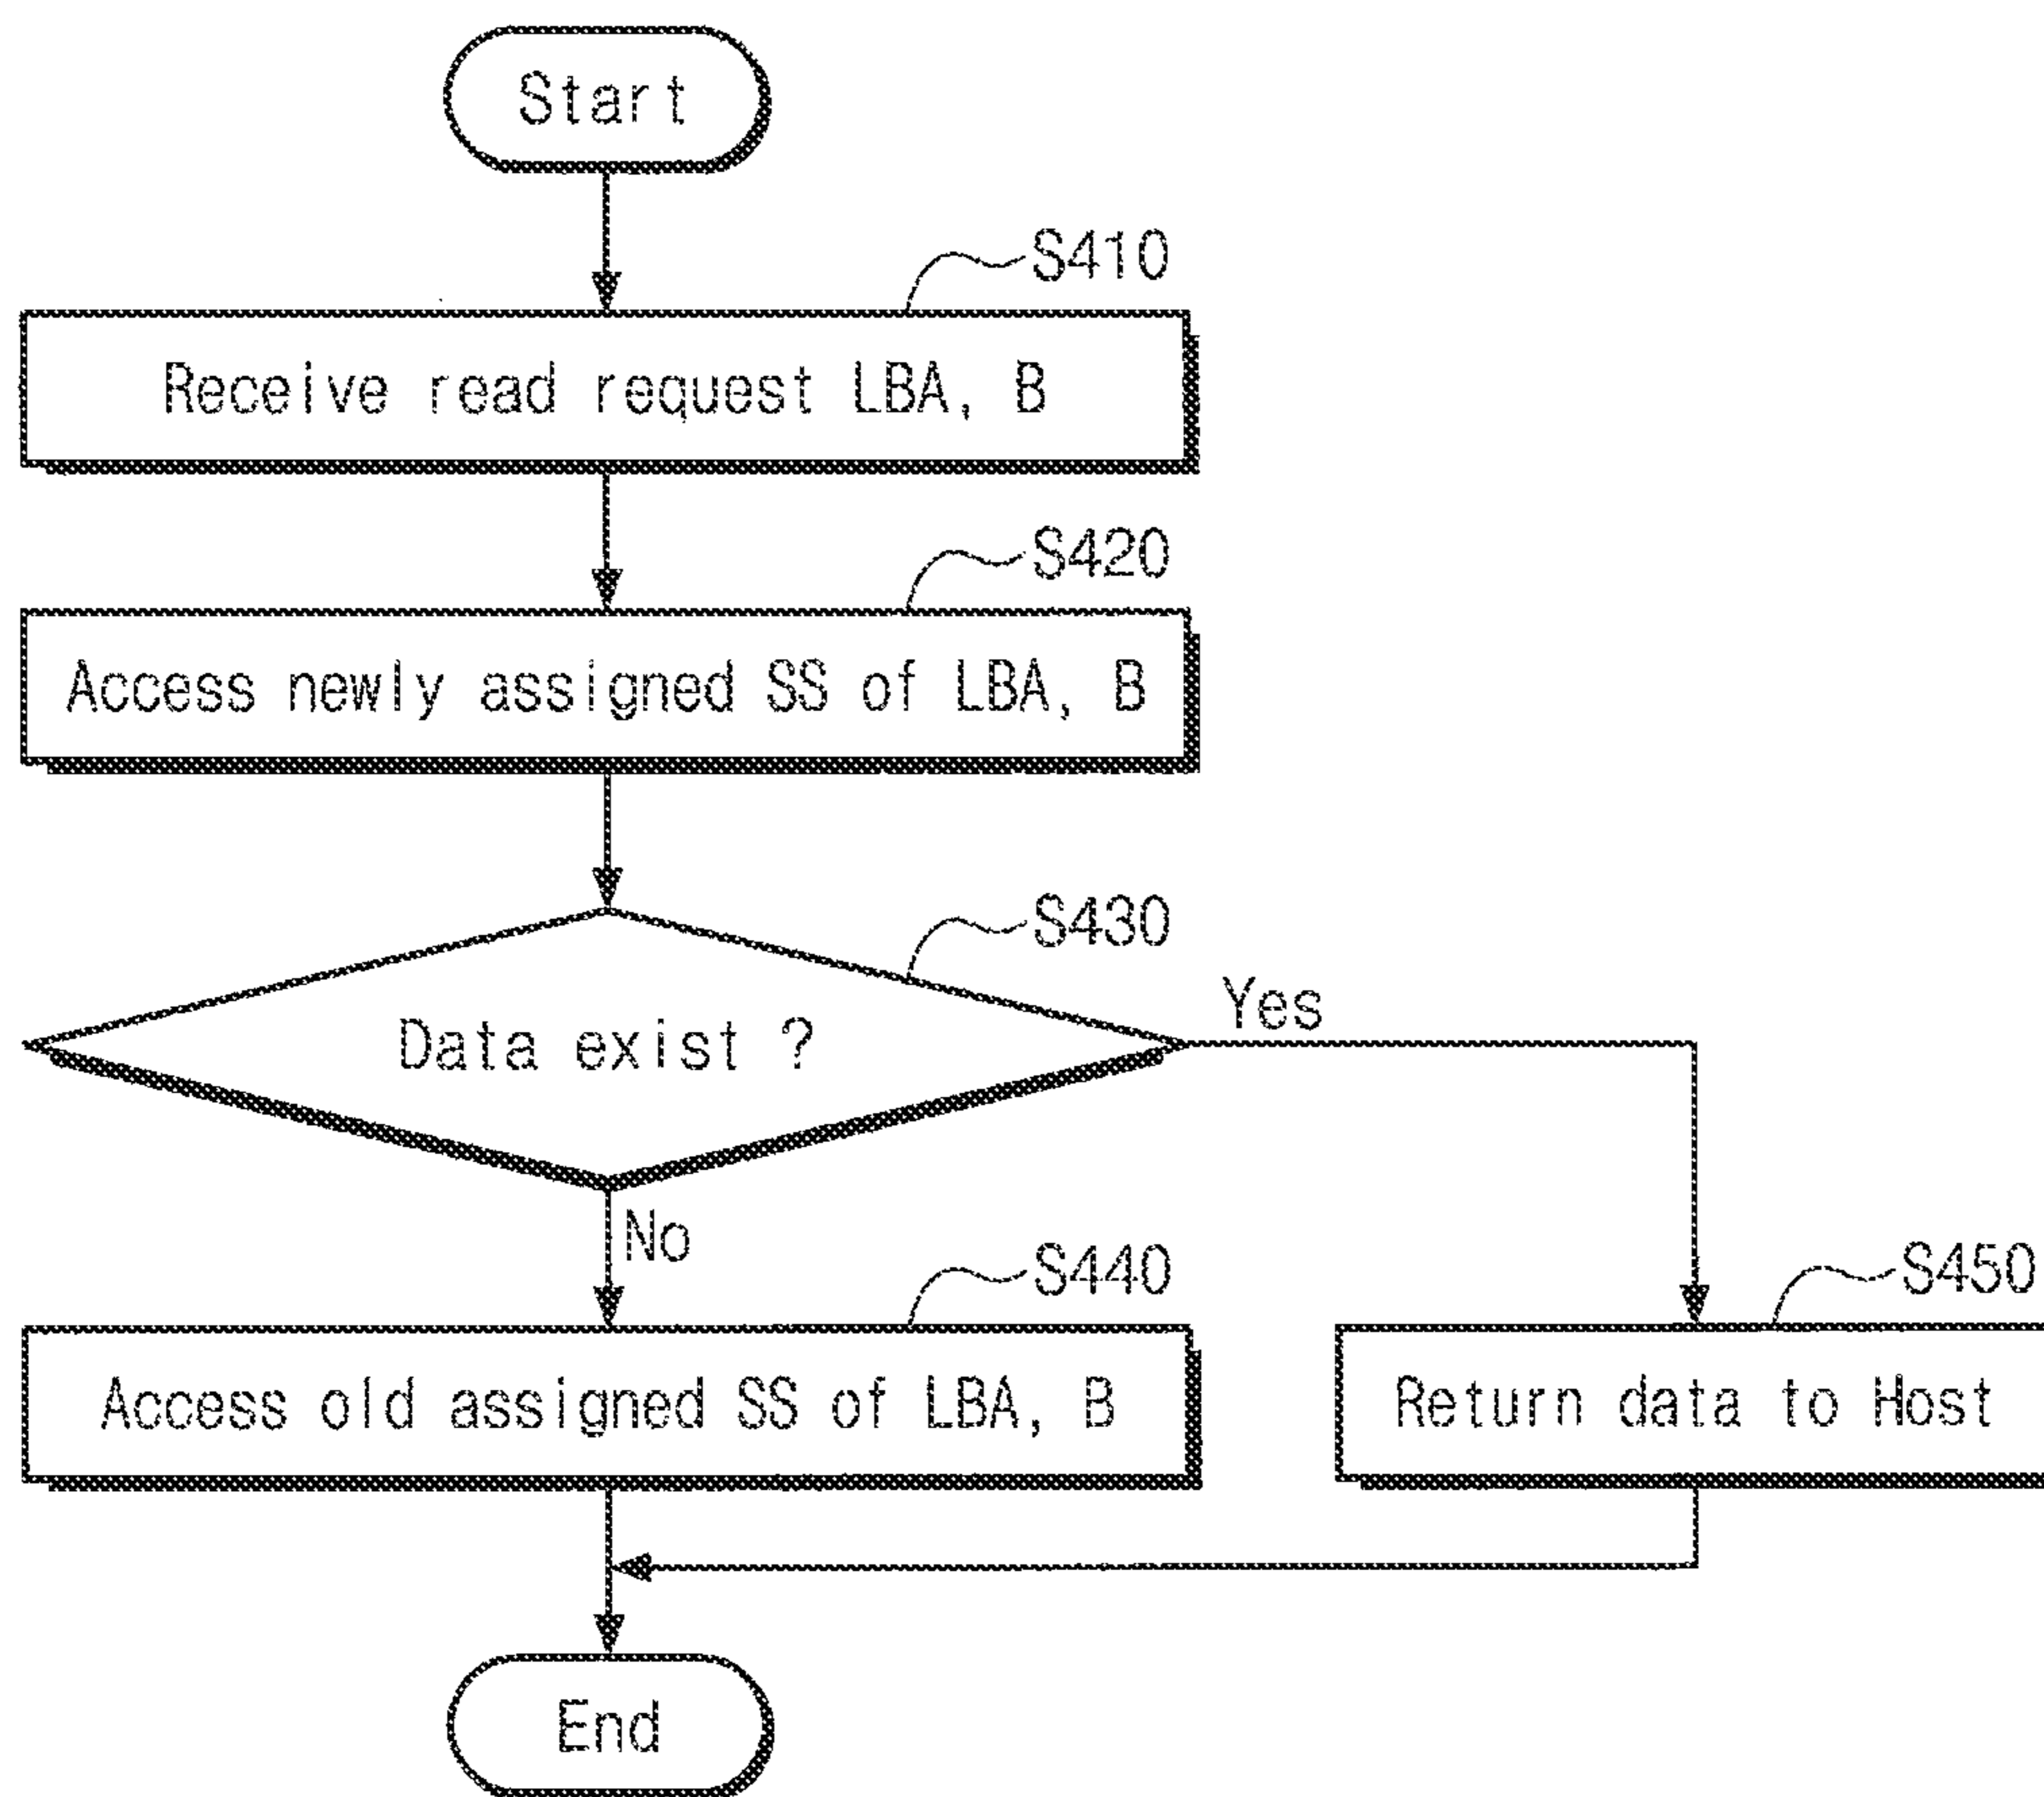 Start
S410
Receive read request LBA, B
S420
Access newly assigned SS of LBA, B
S430
Data exist ?
Yes
No
S440
Access old assigned SS of LBA, B
S450
Return data to Host
End